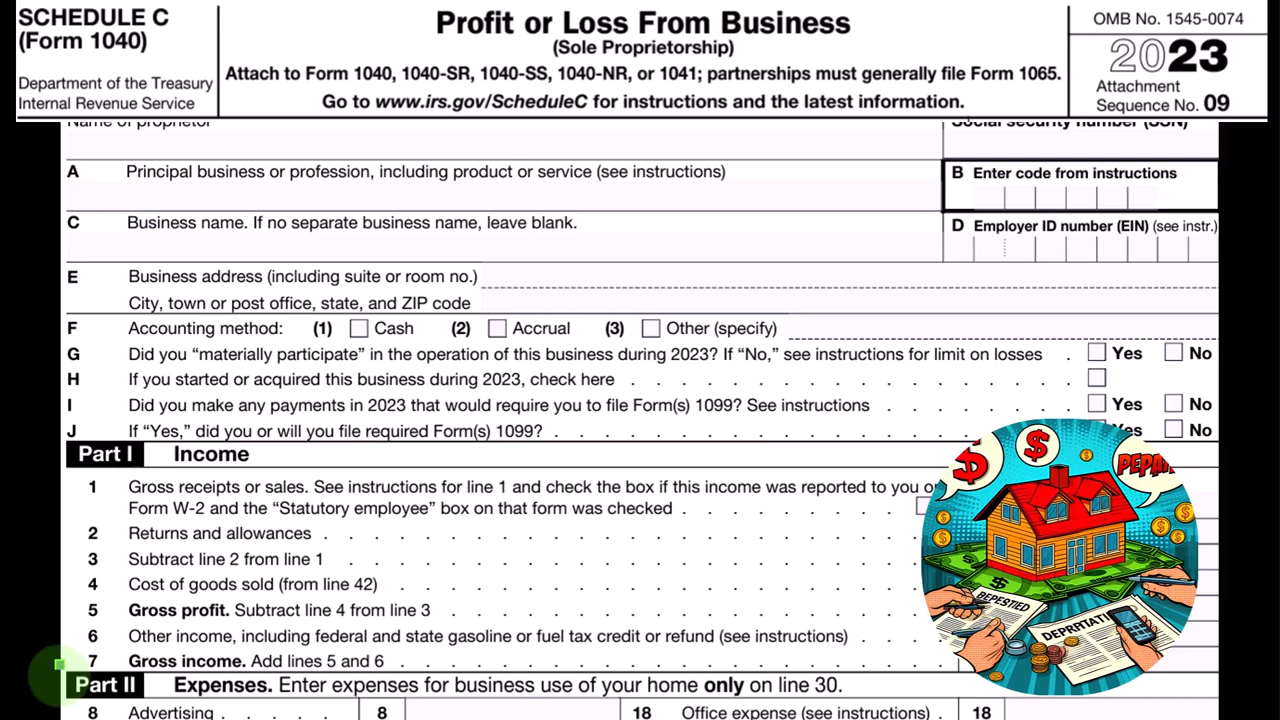 SCHEDULE C
(Form 1040)
Department of the Treasury
Internal Revenue Service
Profit or Loss From Business
(Sole Proprietorship)
Attach to Form 1040, 1040-SR, 1040-SS, 1040-NR, or 1041; partnerships must generally file Form 1065.
Go to www.irs.gov/ScheduleC for instructions and the latest information.
OMB No. 1545-0074
2023
Attachment
Sequence No. 09
Name of proprietor
Social security number (SSN)
A Principal business or profession, including product or service (see instructions)
B Enter code from instructions
C Business name. If no separate business name, leave blank.
D Employer ID number (EIN) (see instr.)
E Business address (including suite or room no.)
City, town or post office, state, and ZIP code
F Accounting method: (1) Cash (2) Accrual (3) Other (specify)
G Did you “materially participate” in the operation of this business during 2023? If “No,” see instructions for limit on losses . Yes No
H If you started or acquired this business during 2023, check here
I Did you make any payments in 2023 that would require you to file Form(s) 1099? See instructions Yes No
J If “Yes,” did you or will you file required Form(s) 1099? Yes No
Part I Income
1 Gross receipts or sales. See instructions for line 1 and check the box if this income was reported to you
Form W-2 and the “Statutory employee” box on that form was checked
2 Returns and allowances
3 Subtract line 2 from line 1
4 Cost of goods sold (from line 42)
5 Gross profit. Subtract line 4 from line 3
6 Other income, including federal and state gasoline or fuel tax credit or refund (see instructions)
7 Gross income. Add lines 5 and 6
$
$
PEPAI
$
BEPESTIED
DEPRATATI
Part II Expenses. Enter expenses for business use of your home only on line 30.
8 Advertising 8
18 Office expense (see instructions) 18